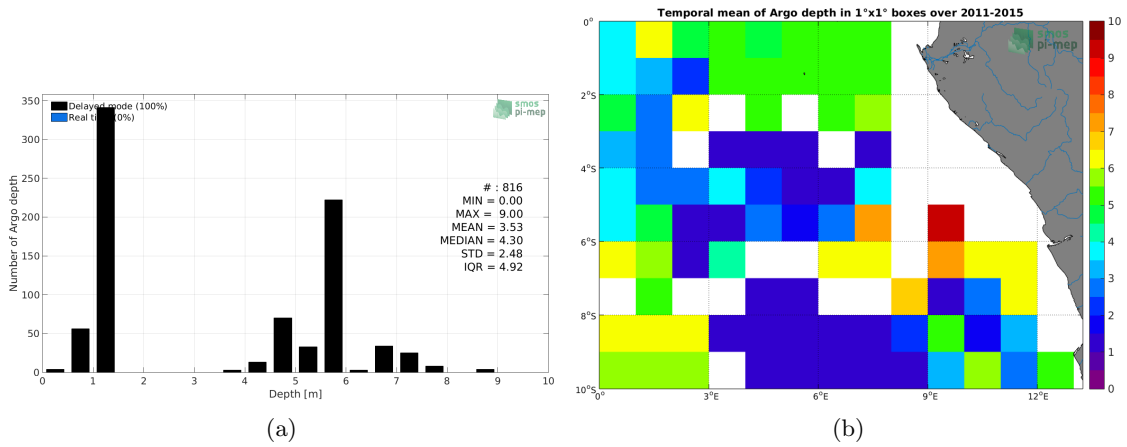 Delayed mode (100%)
Real ti (0%)
smos
pi-mep
350
300
250
200
150
100
50
0
Number of Argo depth
# : 816
MIN = 0.00
MAX = 9.00
MEAN = 3.53
MEDIAN = 4.30
STD = 2.48
IQR = 4.92
0 1 2 3 4 5 6 7 8 9 10
Depth [m]
(a)
Temporal mean of Argo depth in 1°x1° boxes over 2011-2015
smos
pi-mep
0°
2°S
4°S
6°S
8°S
10°S
0° 3°E 6°E 9°E 12°E
10
9
8
7
6
5
4
3
2
1
0
(b)